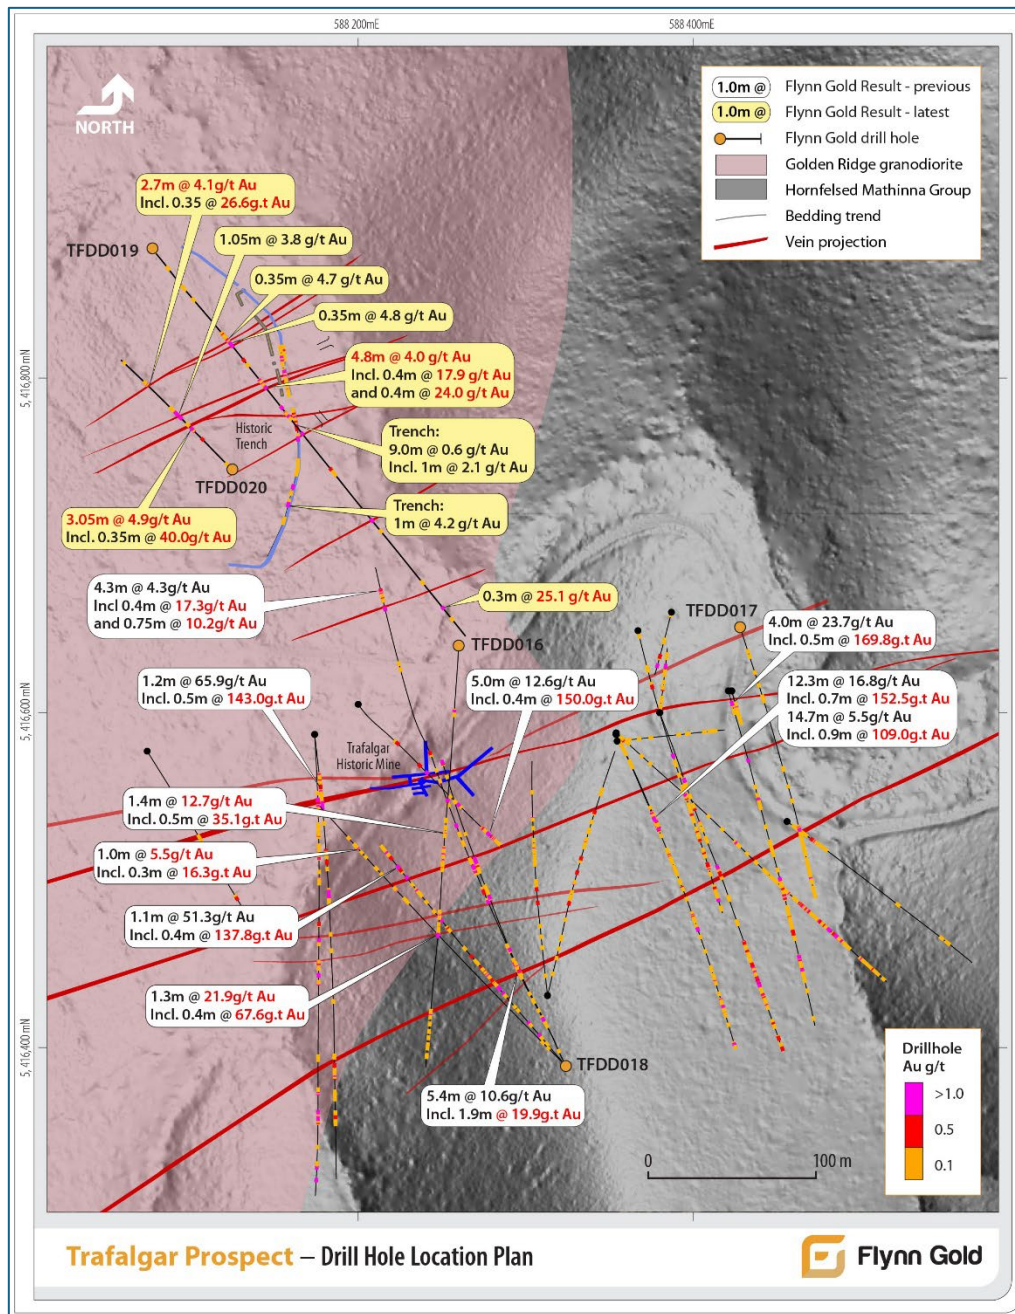 588 200mE
588 400mE
NORTH
1.0m @ Flynn Gold Result - previous
1.0m @ Flynn Gold Result - latest
Flynn Gold drill hole
Golden Ridge granodiorite
Hornfelsed Mathinna Group
Bedding trend
Vein projection
2.7m @ 4.1g/t Au
Incl. 0.35 @ 26.6g.t Au
TFDD019
1.05m @ 3.8 g/t Au
0.35m @ 4.7 g/t Au
0.35m @ 4.8 g/t Au
4.8m @ 4.0 g/t Au
Incl. 0.4m @ 17.9 g/t Au
and 0.4m @ 24.0 g/t Au
5, 416,800 mN
Historic
Trench
Trench:
9.0m @ 0.6 g/t Au
Incl. 1m @ 2.1 g/t Au
TFDD020
Trench:
1m @ 4.2 g/t Au
3.05m @ 4.9g/t Au
Incl. 0.35m @ 40.0g/t Au
4.3m @ 4.3g/t Au
Incl 0.4m @ 17.3g/t Au
and 0.75m @ 10.2g/t Au
0.3m @ 25.1 g/t Au
TFDD016
TFDD017
4.0m @ 23.7g/t Au
Incl. 0.5m @ 169.8g.t Au
1.2m @ 65.9g/t Au
Incl. 0.5m @ 143.0g.t Au
5.0m @ 12.6g/t Au
Incl. 0.4m @ 150.0g.t Au
12.3m @ 16.8g/t Au
Incl. 0.7m @ 152.5g.t Au
14.7m @ 5.5g/t Au
Incl. 0.9m @ 109.0g.t Au
5, 416,600 mN
Trafalgar
Historic Mine
1.4m @ 12.7g/t Au
Incl. 0.5m @ 35.1g.t Au
1.0m @ 5.5g/t Au
Incl. 0.3m @ 16.3g.t Au
1.1m @ 51.3g/t Au
Incl. 0.4m @ 137.8g.t Au
1.3m @ 21.9g/t Au
Incl. 0.4m @ 67.6g.t Au
5, 416,400 mN
TFDD018
5.4m @ 10.6g/t Au
Incl. 1.9m @ 19.9g.t Au
Drillhole
Au g/t
>1.0
0.5
0.1
0 100 m
Trafalgar Prospect – Drill Hole Location Plan
Flynn Gold